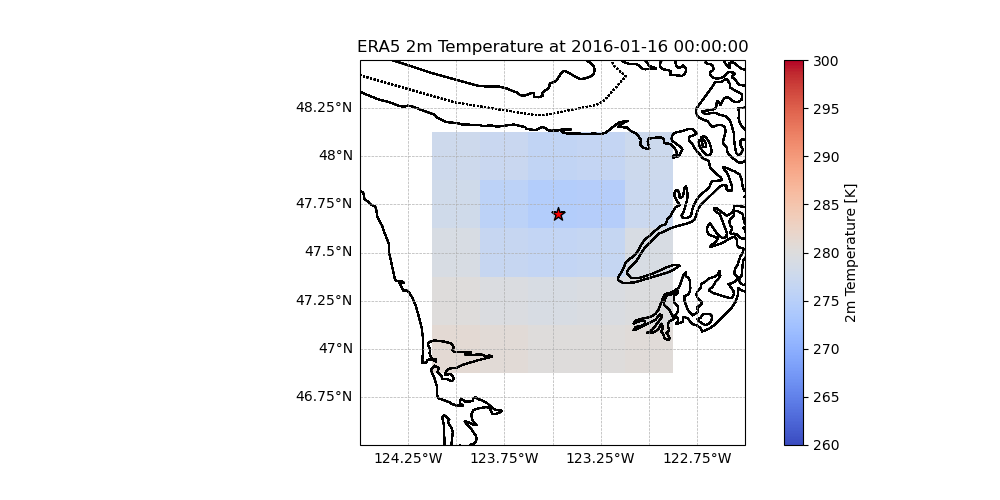 ERA5 2m Temperature at 2016-01-16 00:00:00
48.25°N
48°N
47.75°N
47.5°N
47.25°N
47°N
46.75°N
124.25°W
123.75°W
123.25°W
122.75°W
300
295
290
285
280
275
270
265
260
2m Temperature [K]